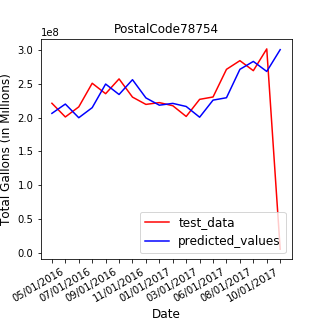 PostalCode78754
1e8
3.0
2.5
2.0
1.5
1.0
0.5
0.0
Total Gallons (in Millions)
test_data
predicted_values
05/01/2016
07/01/2016
09/01/2016
11/01/2016
01/01/2017
03/01/2017
06/01/2017
08/01/2017
10/01/2017
Date